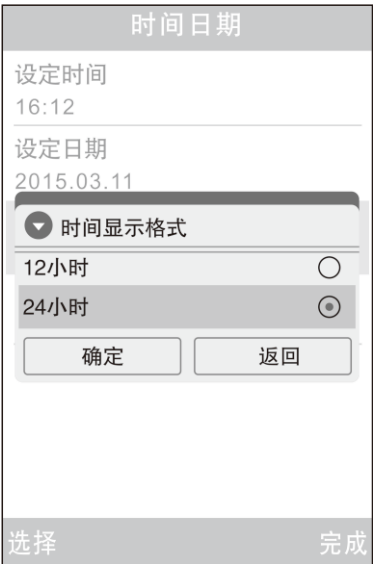 时间日期
设定时间
16:12
设定日期
2015.03.11
时间显示格式
12小时
24小时
确定 返回
选择 完成